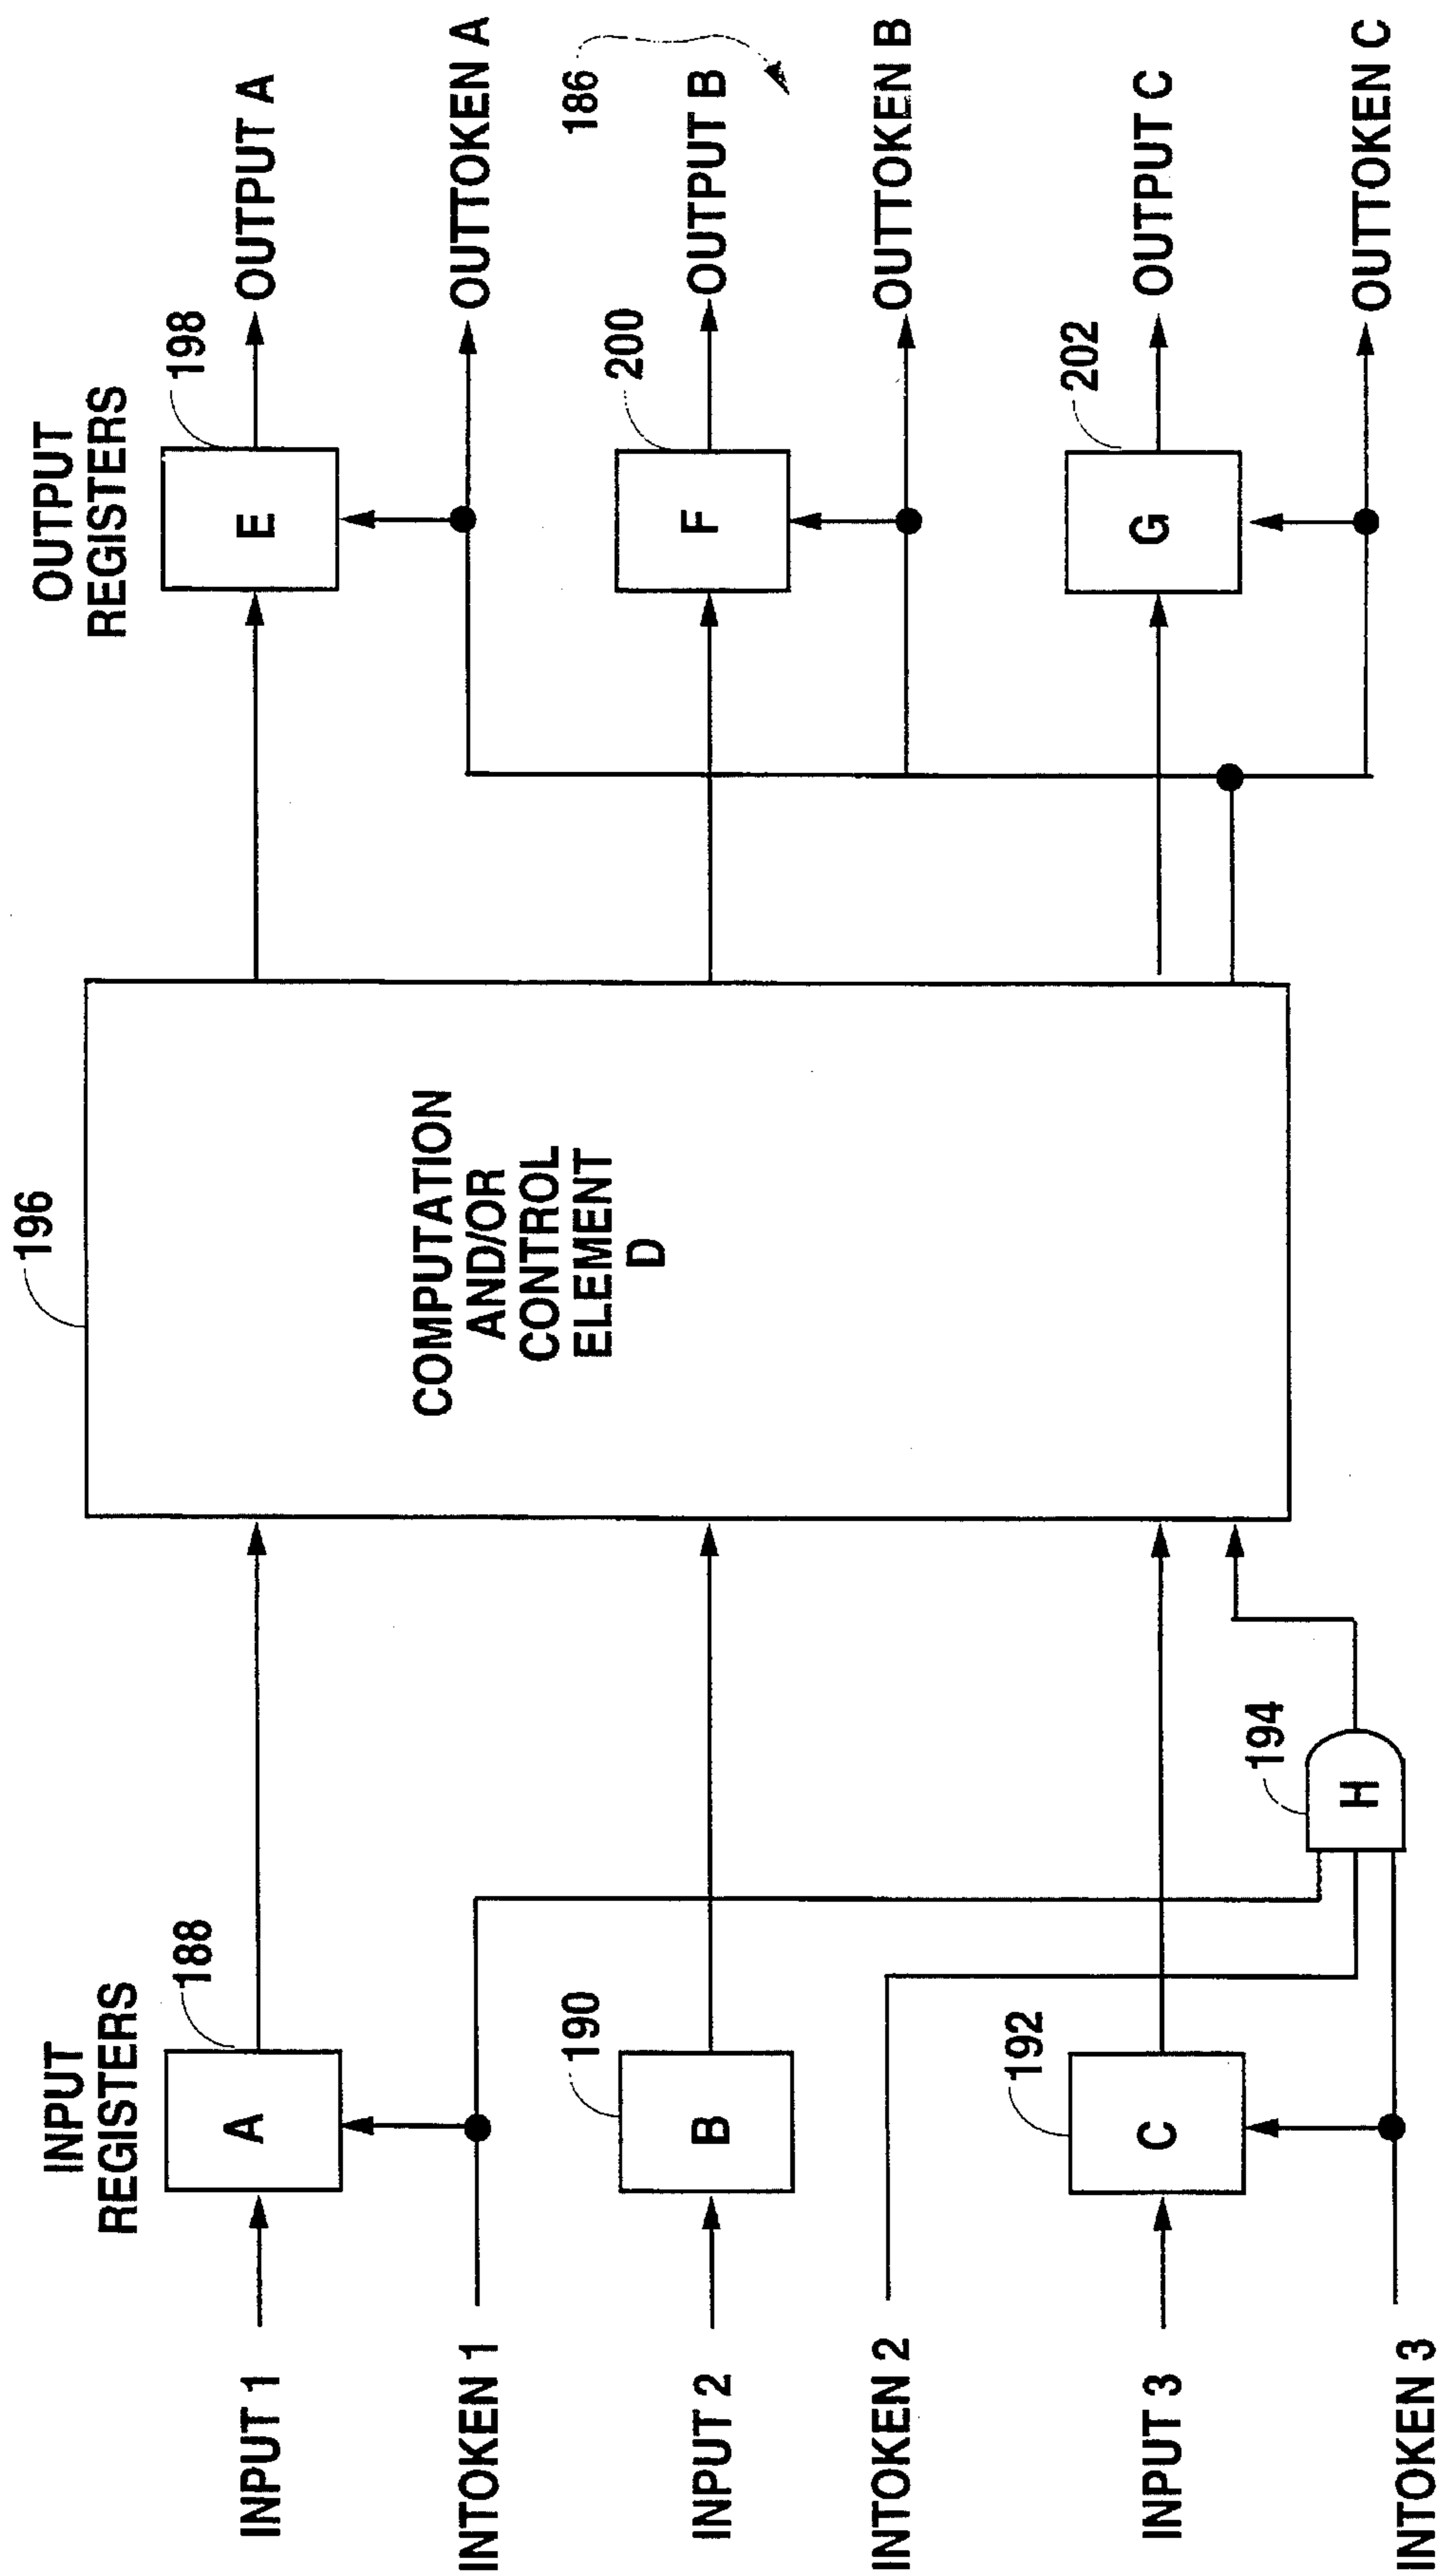 INPUT
REGISTERS
INPUT 1
A
188
INTOKEN 1
INPUT 2
B
190
INTOKEN 2
INPUT 3
C
192
INTOKEN 3
H
194
196
COMPUTATION
AND/OR
CONTROL
ELEMENT
D
OUTPUT
REGISTERS
E
198
OUTPUT A
OUTTOKEN A
186
F
200
OUTPUT B
OUTTOKEN B
G
202
OUTPUT C
OUTTOKEN C